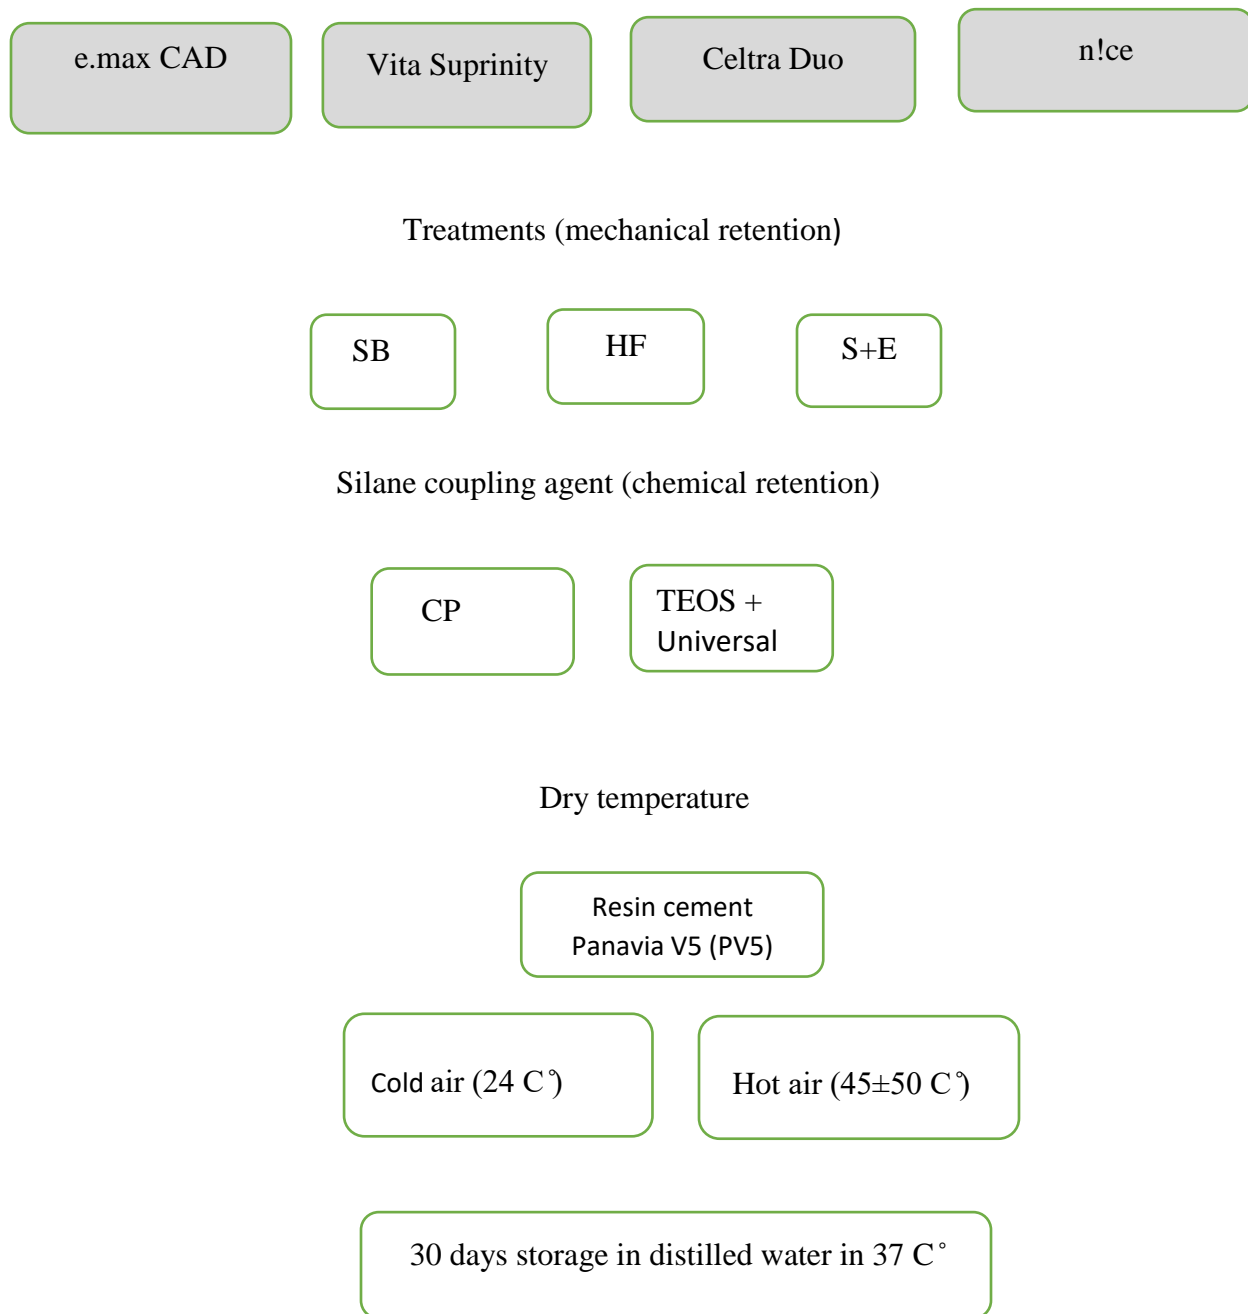 e.max CAD
Vita Suprinity
Celtra Duo
n!ce
Treatments (mechanical retention)
SB
HF
S+E
Silane coupling agent (chemical retention)
CP
TEOS +
Universal
Dry temperature
Resin cement
Panavia V5 (PV5)
Cold air (24 C°)
Hot air (45±50 C°)
30 days storage in distilled water in 37 C°